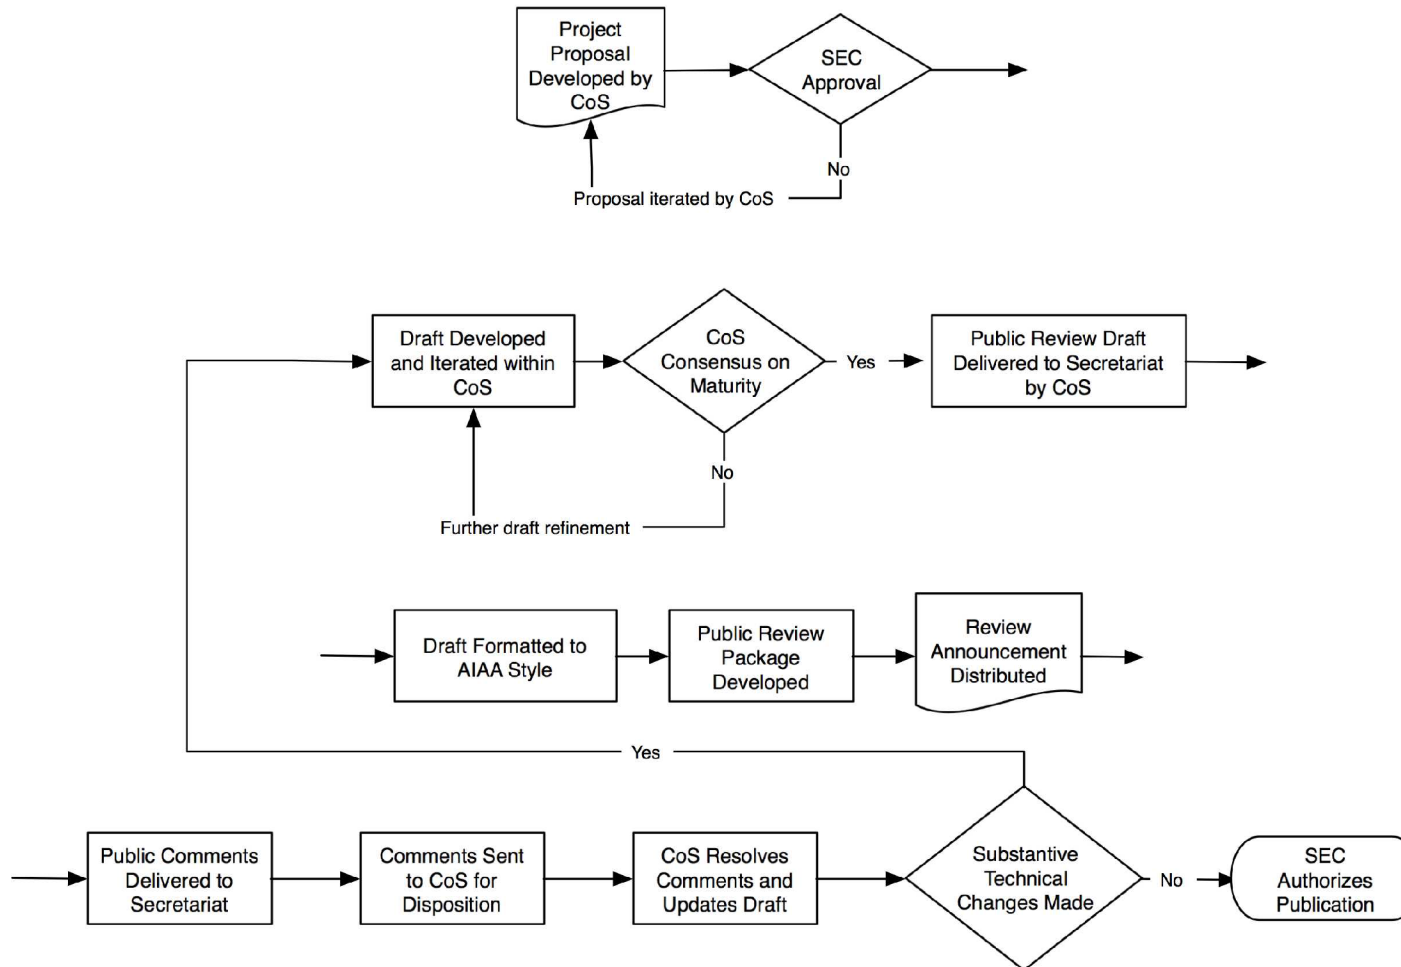 Project
Proposal
Developed by
CoS
SEC
Approval
No
Proposal iterated by CoS
Draft Developed
and Iterated within
CoS
CoS
Consensus on
Maturity
Yes
Public Review Draft
Delivered to Secretariat
by CoS
No
Further draft refinement
Draft Formatted to
AIAA Style
Public Review
Package
Developed
Review
Announcement
Distributed
Yes
Public Comments
Delivered to
Secretariat
Comments Sent
to CoS for
Disposition
CoS Resolves
Comments and
Updates Draft
Substantive
Technical
Changes Made
No
SEC
Authorizes
Publication